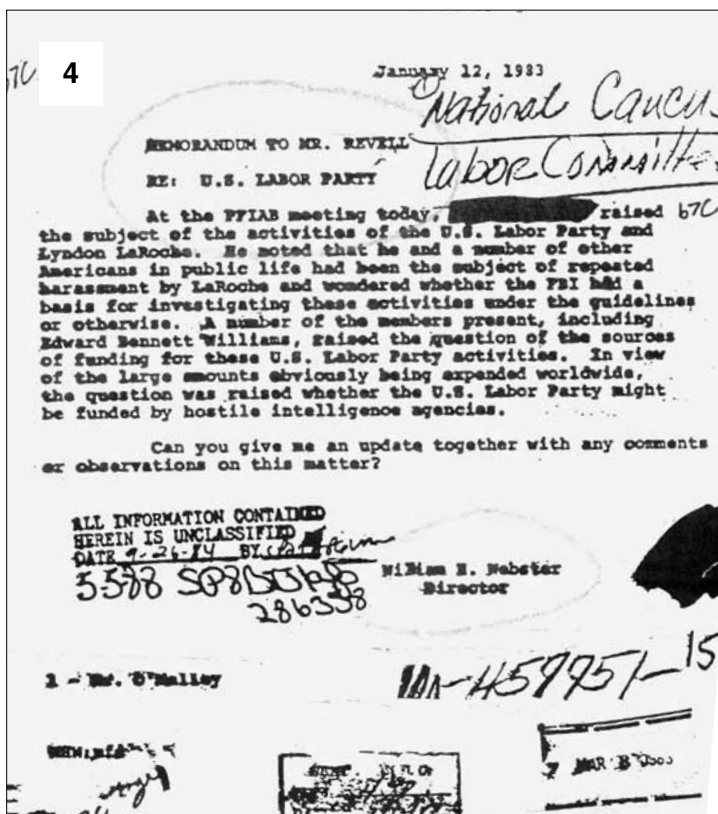 4
January 12, 1983
National Caucus
Labor Committee
MEMORANDUM TO MR. REVELL
RE: U.S. LABOR PARTY
At the PFIAB meeting today, raised b7C
the subject of the activities of the U.S. Labor Party and
Lyndon LaRoche. He noted that he and a number of other
Americans in public life had been the subject of repeated
harassment by LaRoche and wondered whether the FBI had a
basis for investigating these activities under the guidelines
or otherwise. A number of the members present, including
Edward Bennett Williams, raised the question of the sources
of funding for these U.S. Labor Party activities. In view
of the large amounts obviously being expended worldwide,
the question was raised whether the U.S. Labor Party might
be funded by hostile intelligence agencies.
Can you give me an update together with any comments
or observations on this matter?
ALL INFORMATION CONTAINED
HEREIN IS UNCLASSIFIED
DATE 9-26-84 BY
William H. Webster
Director
286358
1 - Mr. O'Malley
MAR 8